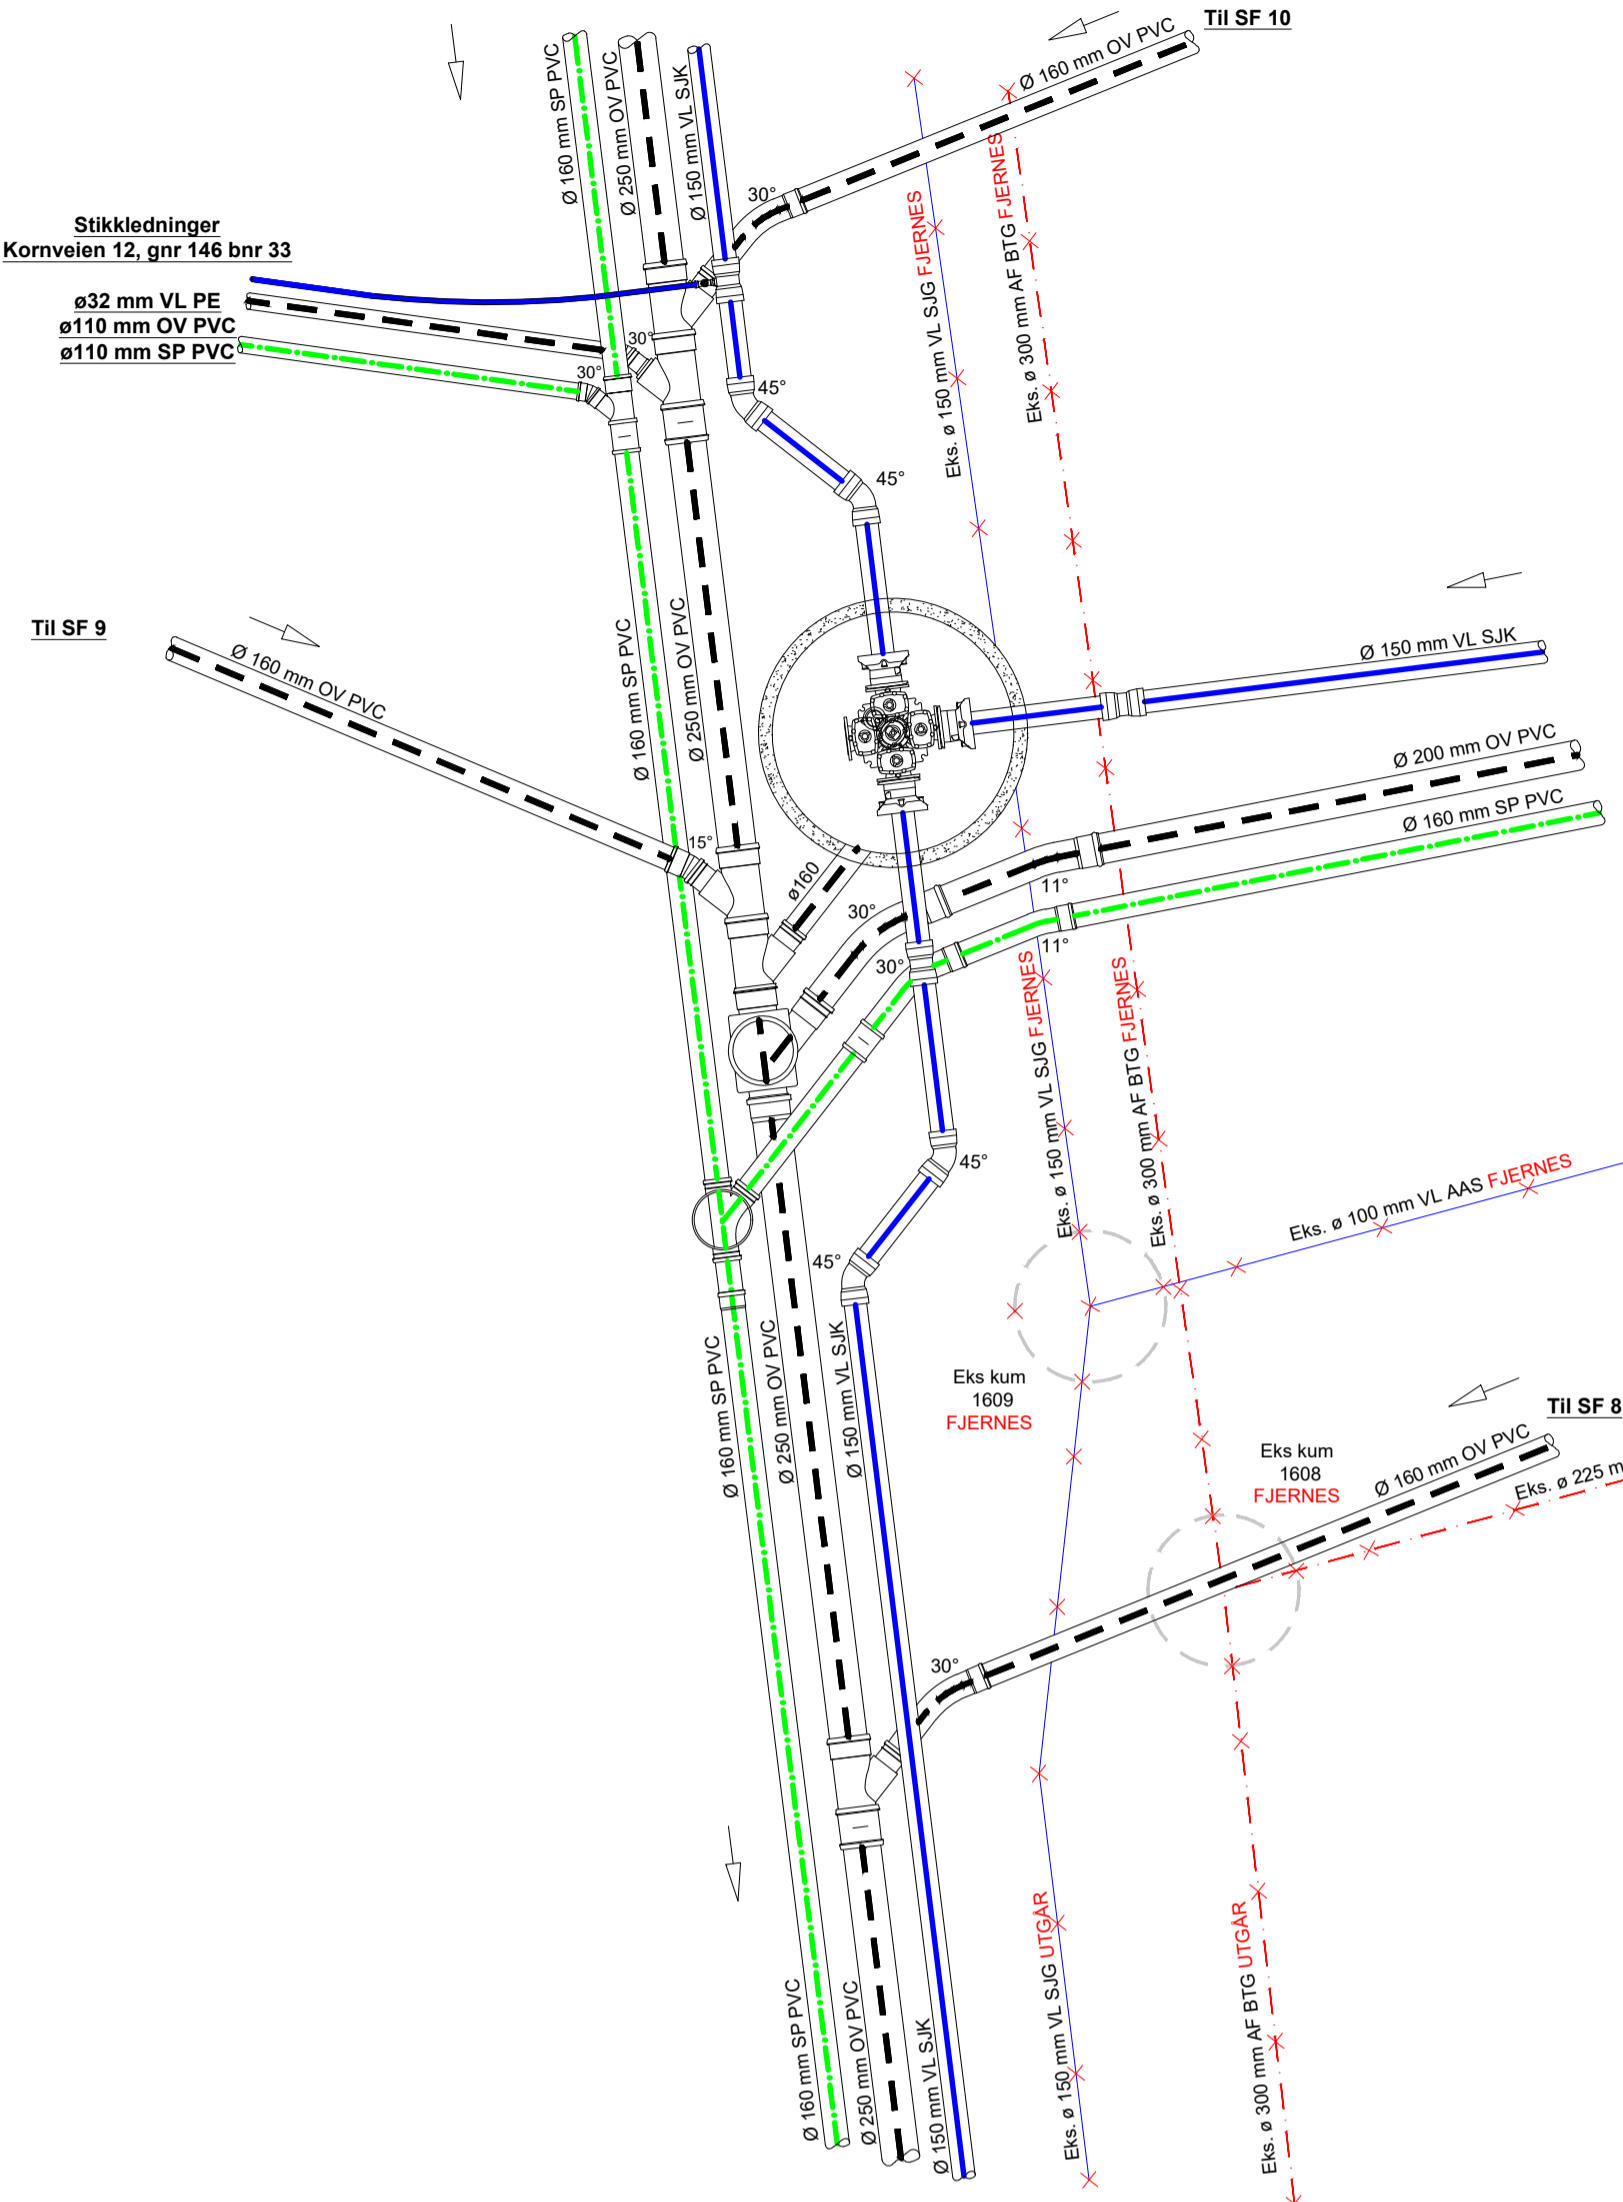 Til SF 10
Ø 160 mm OV PVC
Ø 160 mm SP PVC
Ø 250 mm OV PVC
Ø 150 mm VL SJK
Eks. ø 150 mm VL SJG FJERNES
Eks. ø 300 mm AF BTG FJERNES
30°
Stikkledninger
Kornveien 12, gnr 146 bnr 33
ø32 mm VL PE
ø110 mm OV PVC
ø110 mm SP PVC
30°
30°
45°
45°
Til SF 9
Ø 160 mm OV PVC
Ø 160 mm SP PVC
Ø 250 mm OV PVC
Ø 150 mm VL SJK
Ø 200 mm OV PVC
Ø 160 mm SP PVC
15°
ø160
11°
30°
11°
30°
Eks. ø 150 mm VL SJG FJERNES
Eks. ø 300 mm AF BTG FJERNES
45°
Eks. ø 100 mm VL AAS FJERNES
45°
Ø 160 mm SP PVC
Ø 250 mm OV PVC
Ø 150 mm VL SJK
Eks kum
1609
FJERNES
Til SF 8
Eks kum
1608
FJERNES
Ø 160 mm OV PVC
Eks. ø 225 m
30°
Eks. ø 150 mm VL SJG UTGÅR
Eks. ø 300 mm AF BTG UTGÅR
Ø 160 mm SP PVC
Ø 250 mm OV PVC
Ø 150 mm VL SJK